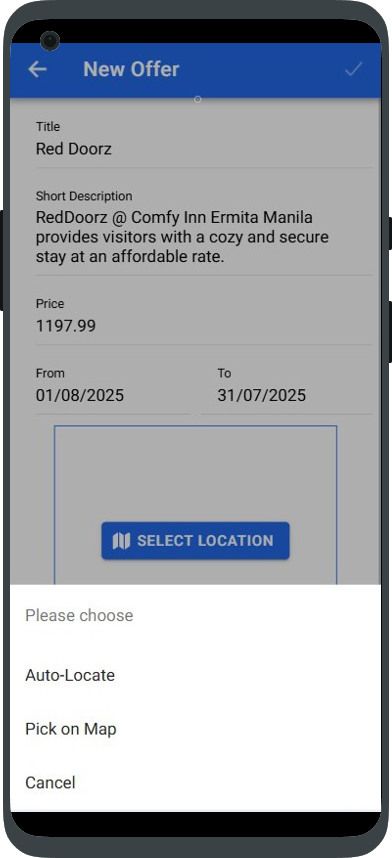 New Offer
Title
Red Doorz
Short Description
RedDoorz @ Comfy Inn Ermita Manila
provides visitors with a cozy and secure
stay at an affordable rate.
Price
1197.99
From To
01/08/2025 31/07/2025
SELECT LOCATION
Please choose
Auto-Locate
Pick on Map
Cancel